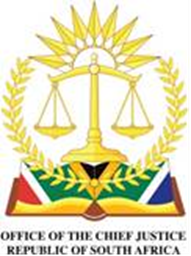 OFFICE OF THE CHIEF JUSTICE
REPUBLIC OF SOUTH AFRICA